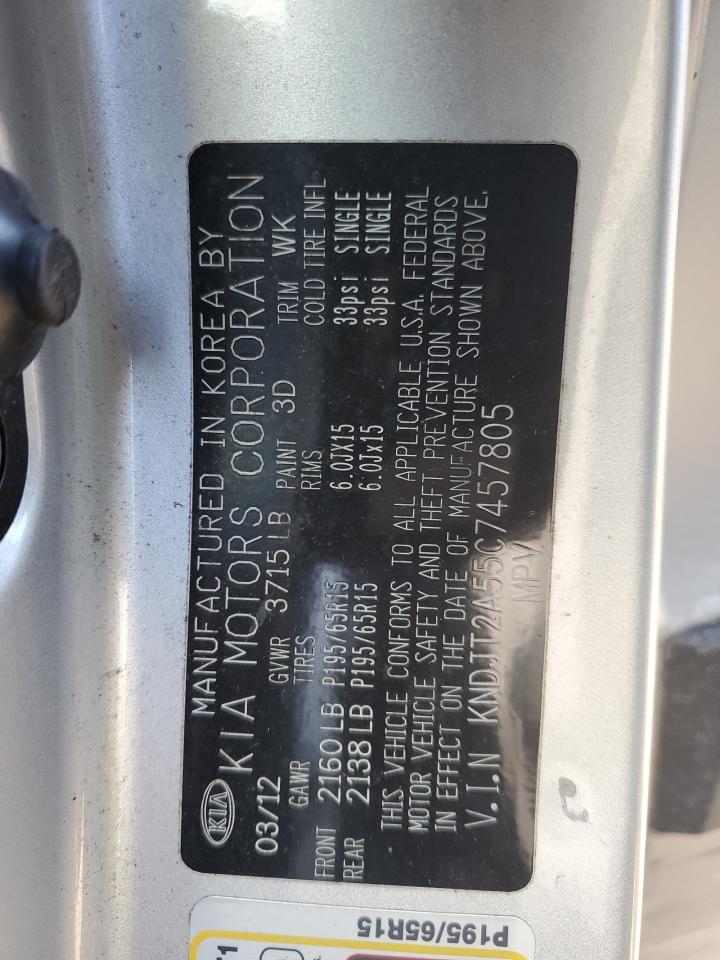 KIA
MANUFACTURED IN KOREA BY
KIA MOTORS CORPORATION
03/12 GVWR 3715 LB PAINT 3D TRIM WK
GAWR TIRES RIMS COLD TIRE INFL
FRONT 2160 LB P195/65R15 6.0JX15 33psi SINGLE
REAR 2138 LB P195/65R15 6.0JX15 33psi SINGLE
THIS VEHICLE CONFORMS TO ALL APPLICABLE U.S.A. FEDERAL
MOTOR VEHICLE SAFETY AND THEFT PREVENTION STANDARDS
IN EFFECT ON THE DATE OF MANUFACTURE SHOWN ABOVE.
V.I.N KNDJT2A55C7457805
MPV
P195/65R15